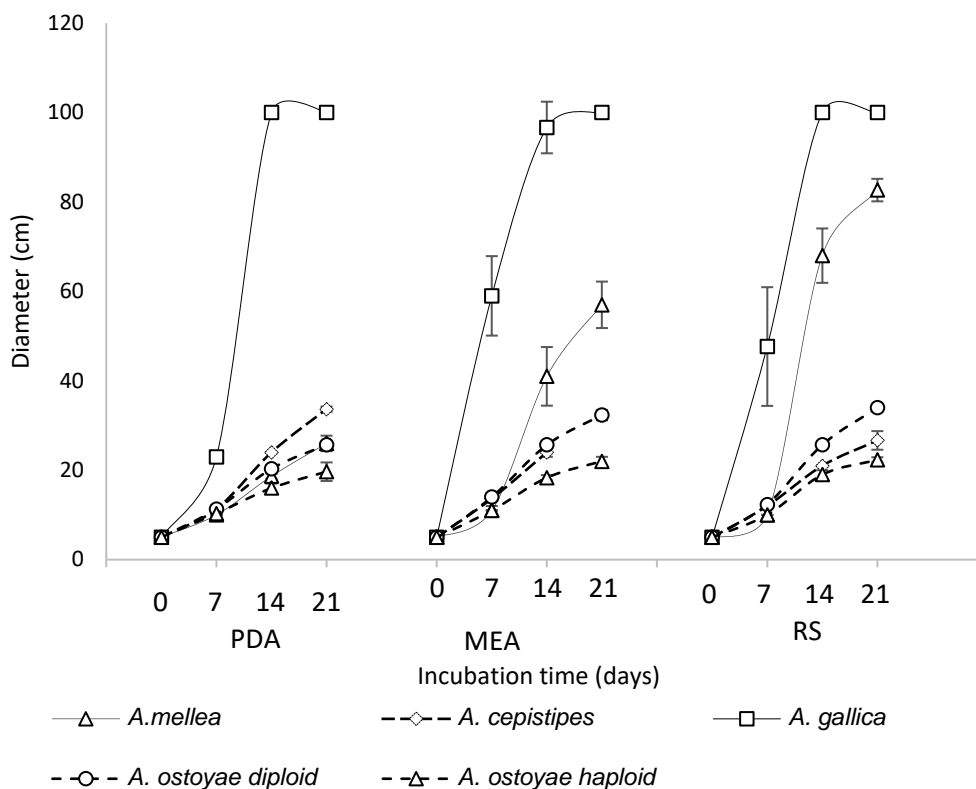 120
100
80
60
40
20
0
Diameter (cm)
0 7 14 21 0 7 14 21 0 7 14 21
PDA MEA RS
Incubation time (days)
A.mellea A. cepistipes A. gallica
A. ostoyae diploid A. ostoyae haploid